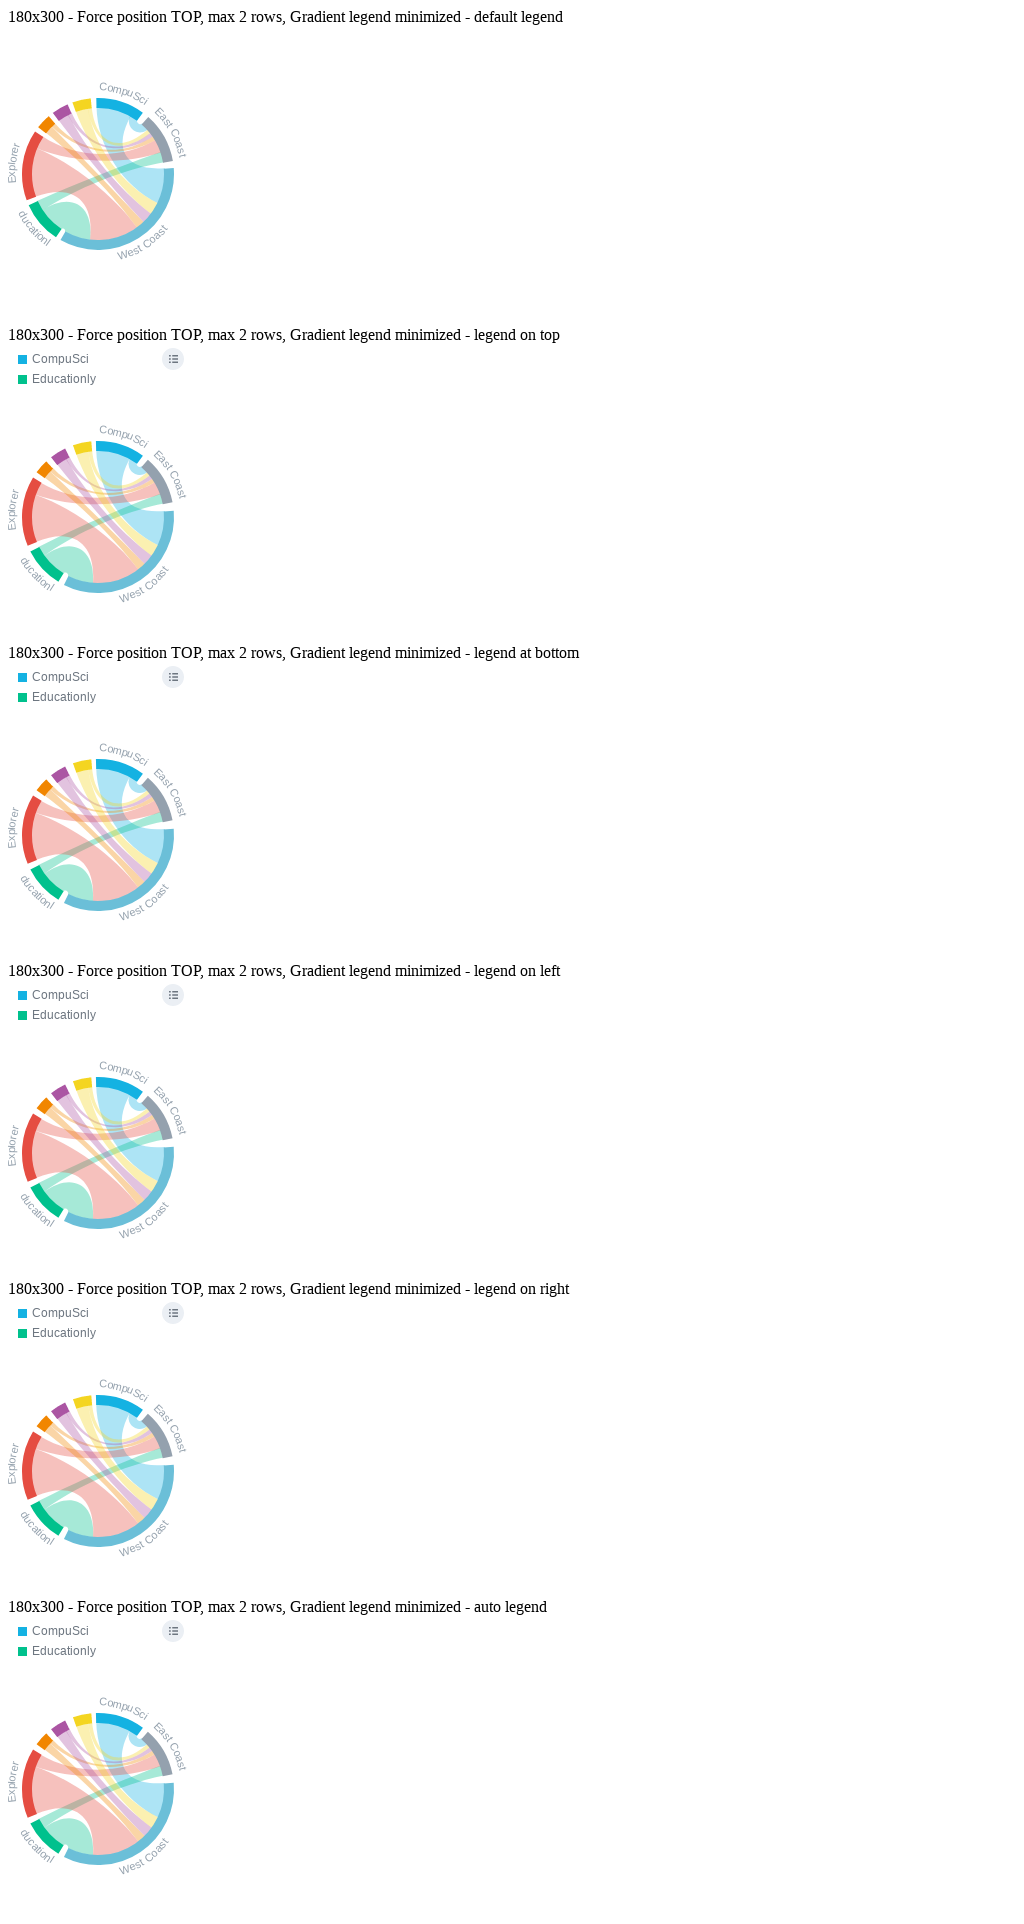 180x300 - Force position TOP, max 2 rows, Gradient legend minimized - default legend
CompuSci
East Coast
Explorer
ducationl
West Coast
180x300 - Force position TOP, max 2 rows, Gradient legend minimized - legend on top
CompuSci
Educationly
CompuSci
East Coast
Explorer
ducationl
West Coast
180x300 - Force position TOP, max 2 rows, Gradient legend minimized - legend at bottom
CompuSci
Educationly
CompuSci
East Coast
Explorer
ducationl
West Coast
180x300 - Force position TOP, max 2 rows, Gradient legend minimized - legend on left
CompuSci
Educationly
CompuSci
East Coast
Explorer
ducationl
West Coast
180x300 - Force position TOP, max 2 rows, Gradient legend minimized - legend on right
CompuSci
Educationly
CompuSci
East Coast
Explorer
ducationl
West Coast
180x300 - Force position TOP, max 2 rows, Gradient legend minimized - auto legend
CompuSci
Educationly
CompuSci
East Coast
Explorer
ducationl
West Coast